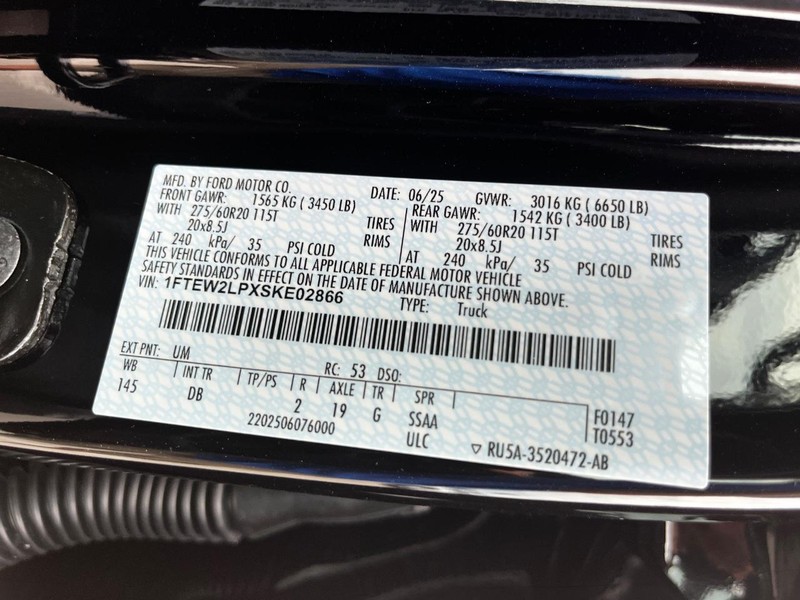 MFD. BY FORD MOTOR CO. DATE: 06/25 GVWR: 3016 KG ( 6650 LB)
FRONT GAWR: 1565 KG ( 3450 LB) REAR GAWR: 1542 KG ( 3400 LB)
WITH 275/60R20 115T TIRES WITH 275/60R20 115T TIRES
20x8.5J RIMS 20x8.5J RIMS
AT 240 kPa/ 35 PSI COLD AT 240 kPa/ 35 PSI COLD
THIS VEHICLE CONFORMS TO ALL APPLICABLE FEDERAL MOTOR VEHICLE
SAFETY STANDARDS IN EFFECT ON THE DATE OF MANUFACTURE SHOWN ABOVE.
VIN: 1FTEW2LPXSKE02866 TYPE: Truck
EXT PNT: UM RC: 53 DSO:
WB INT TR TP/PS R AXLE TR SPR
145 DB 2 19 G SSAA F0147
2202506076000 ULC T0553
RU5A-3520472-AB